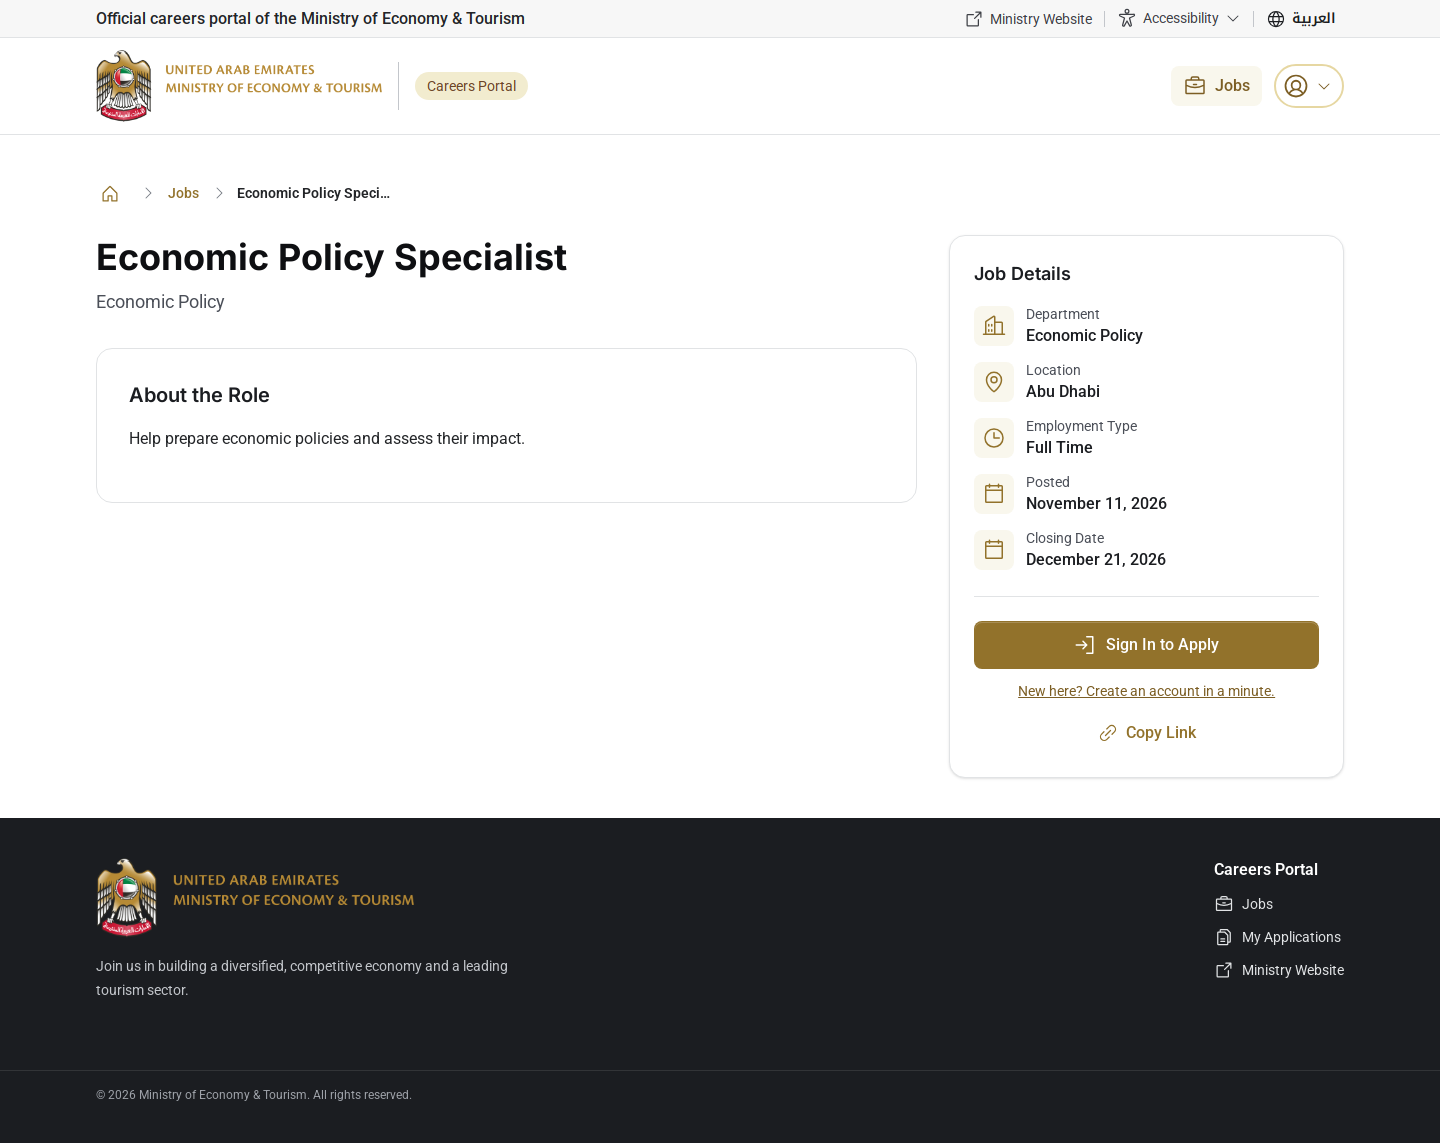 Official careers portal of the Ministry of Economy & Tourism
Ministry Website
Accessibility
العربية
UNITED ARAB EMIRATES
MINISTRY OF ECONOMY & TOURISM
Careers Portal
Jobs
Jobs
Economic Policy Speci...
Economic Policy Specialist
Economic Policy
About the Role
Help prepare economic policies and assess their impact.
Job Details
Department
Economic Policy
Location
Abu Dhabi
Employment Type
Full Time
Posted
November 11, 2026
Closing Date
December 21, 2026
Sign In to Apply
New here? Create an account in a minute.
Copy Link
UNITED ARAB EMIRATES
MINISTRY OF ECONOMY & TOURISM
Join us in building a diversified, competitive economy and a leading
tourism sector.
Careers Portal
Jobs
My Applications
Ministry Website
© 2026 Ministry of Economy & Tourism. All rights reserved.